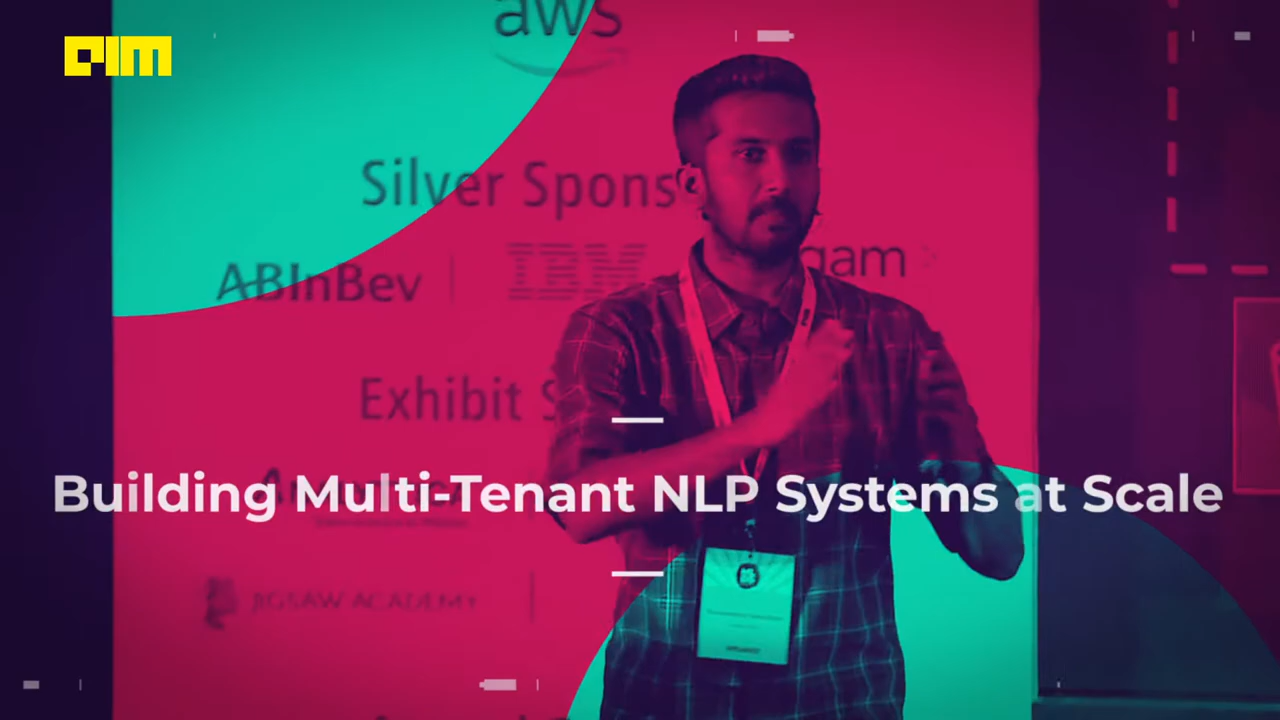 AIM
aws
Silver Spons
ABInBev
IBM
gam
Exhibit S
Building Multi-Tenant NLP Systems at Scale
JIGSAW ACADEMY